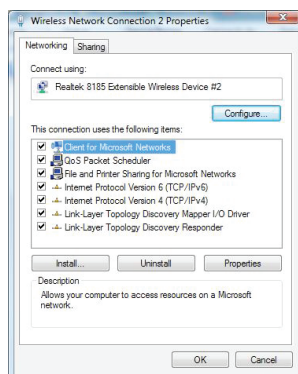 Wireless Network Connection 2 Properties
Networking Sharing
Connect using:
Realtek 8185 Extensible Wireless Device #2
Configure...
This connection uses the following items:
Client for Microsoft Networks
QoS Packet Scheduler
File and Printer Sharing for Microsoft Networks
Internet Protocol Version 6 (TCP/IPv6)
Internet Protocol Version 4 (TCP/IPv4)
Link-Layer Topology Discovery Mapper I/O Driver
Link-Layer Topology Discovery Responder
Install... Uninstall Properties
Description
Allows your computer to access resources on a Microsoft
network.
OK Cancel